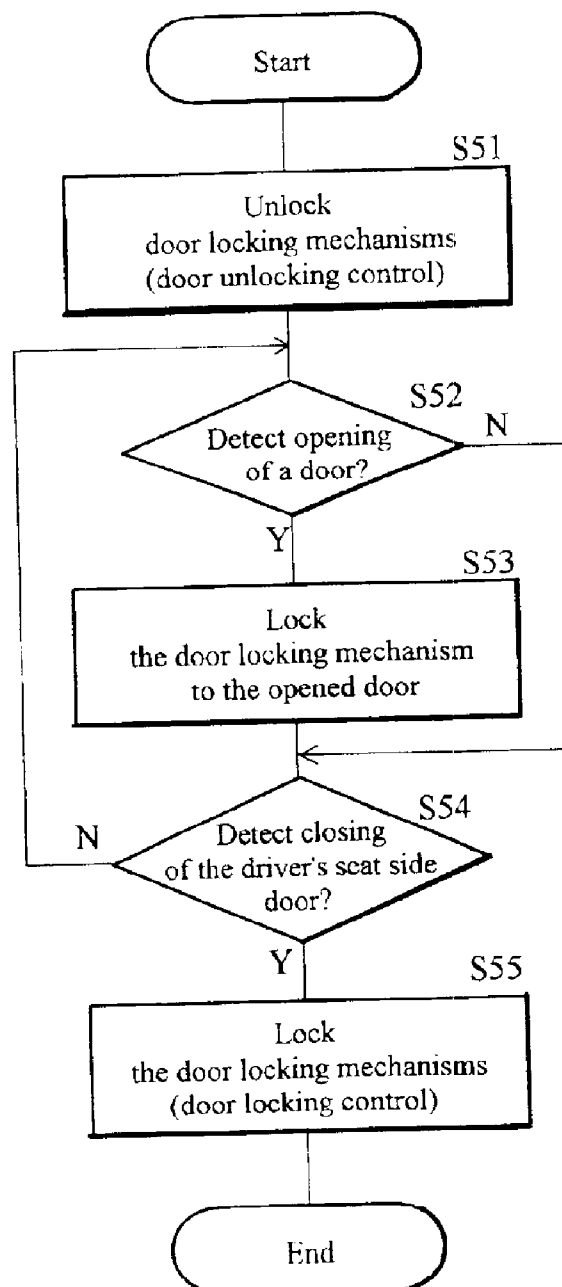 Start
S51
Unlock
door locking mechanisms
(door unlocking control)
S52
Detect opening
of a door?
N
Y
S53
Lock
the door locking mechanism
to the opened door
S54
Detect closing
of the driver's seat side
door?
N
Y
S55
Lock
the door locking mechanisms
(door locking control)
End